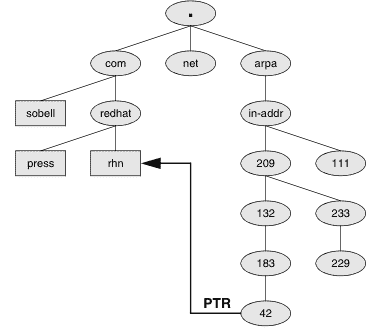 .
com net arpa
sobell redhat in-addr
press rhn 209 111
132 233
183 229
PTR
42